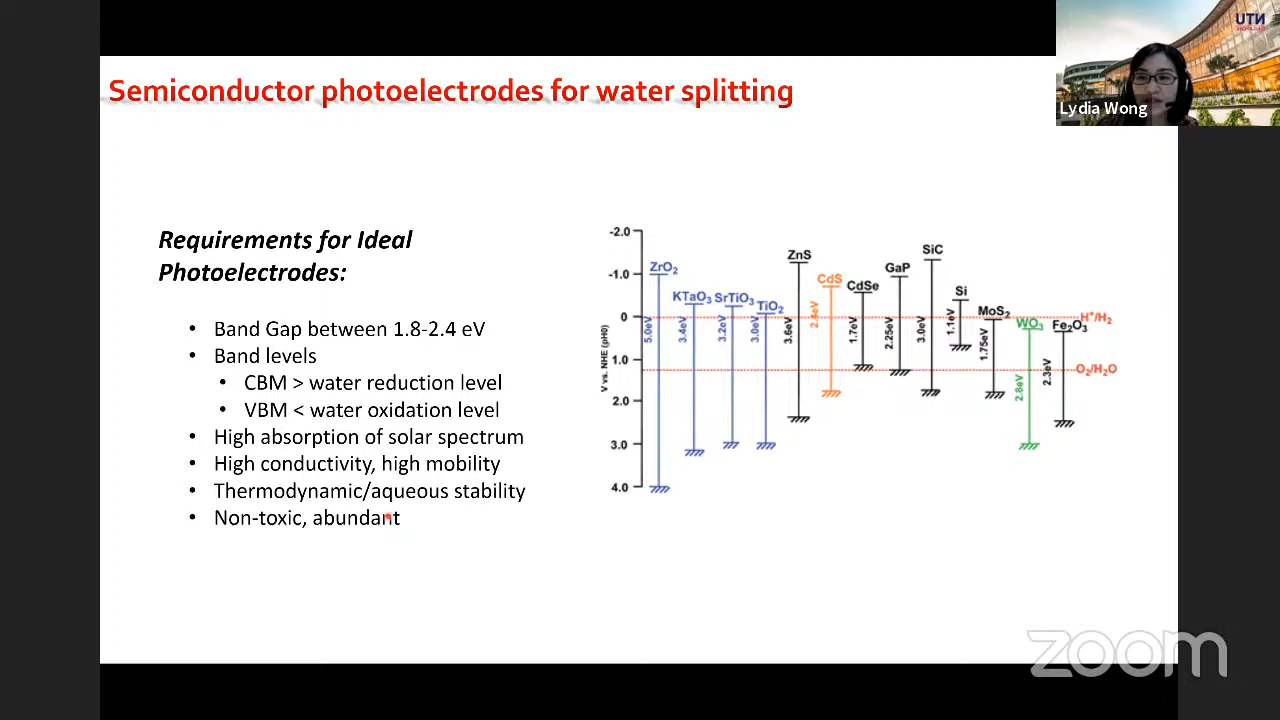 Semiconductor photoelectrodes for water splitting
UTN
Lydia Wong
Requirements for Ideal
Photoelectrodes:
• Band Gap between 1.8-2.4 eV
• Band levels
• CBM > water reduction level
• VBM < water oxidation level
• High absorption of solar spectrum
• High conductivity, high mobility
• Thermodynamic/aqueous stability
• Non-toxic, abundant
V vs. NHE (pH0)
-2.0
-1.0
0
1.0
2.0
3.0
4.0
ZrO₂
KTaO₃
SrTiO₃
TiO₂
ZnS
CdS
CdSe
GaP
SiC
Si
MoS₂
WO₃
Fe₂O₃
5.0eV
3.4eV
3.2eV
3.0eV
3.6eV
2.4eV
1.7eV
2.25eV
3.0eV
1.1eV
1.75eV
2.8eV
2.3eV
H⁺/H₂
O₂/H₂O
zoom